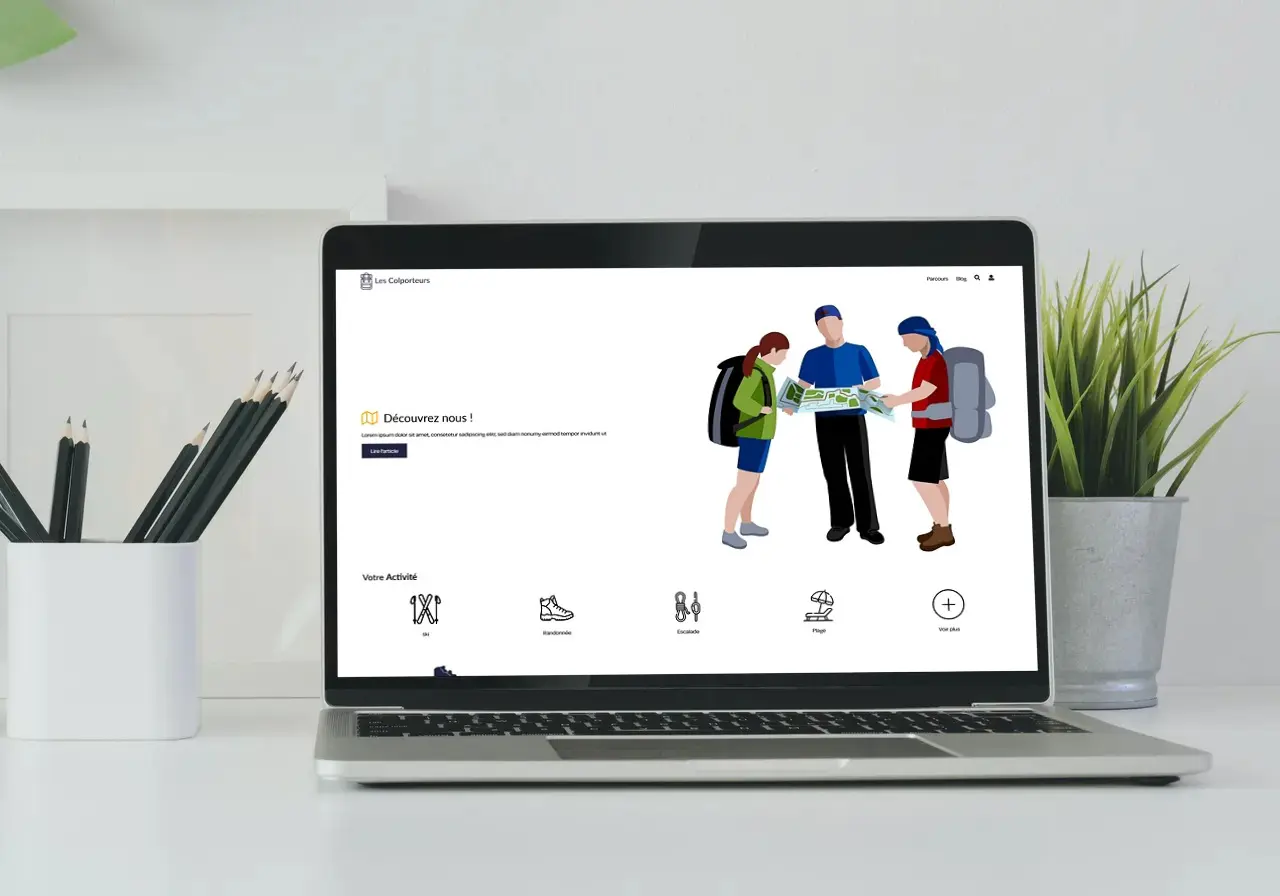 Les Colporteurs
Parcours Blog
Découvrez nous !
Lorem ipsum dolor sit amet, consetetur sadipscing elitr, sed diam nonumy eirmod tempor invidunt ut
Lire l'article
Votre Activité
Ski Randonnée Escalade Plage Voir plus